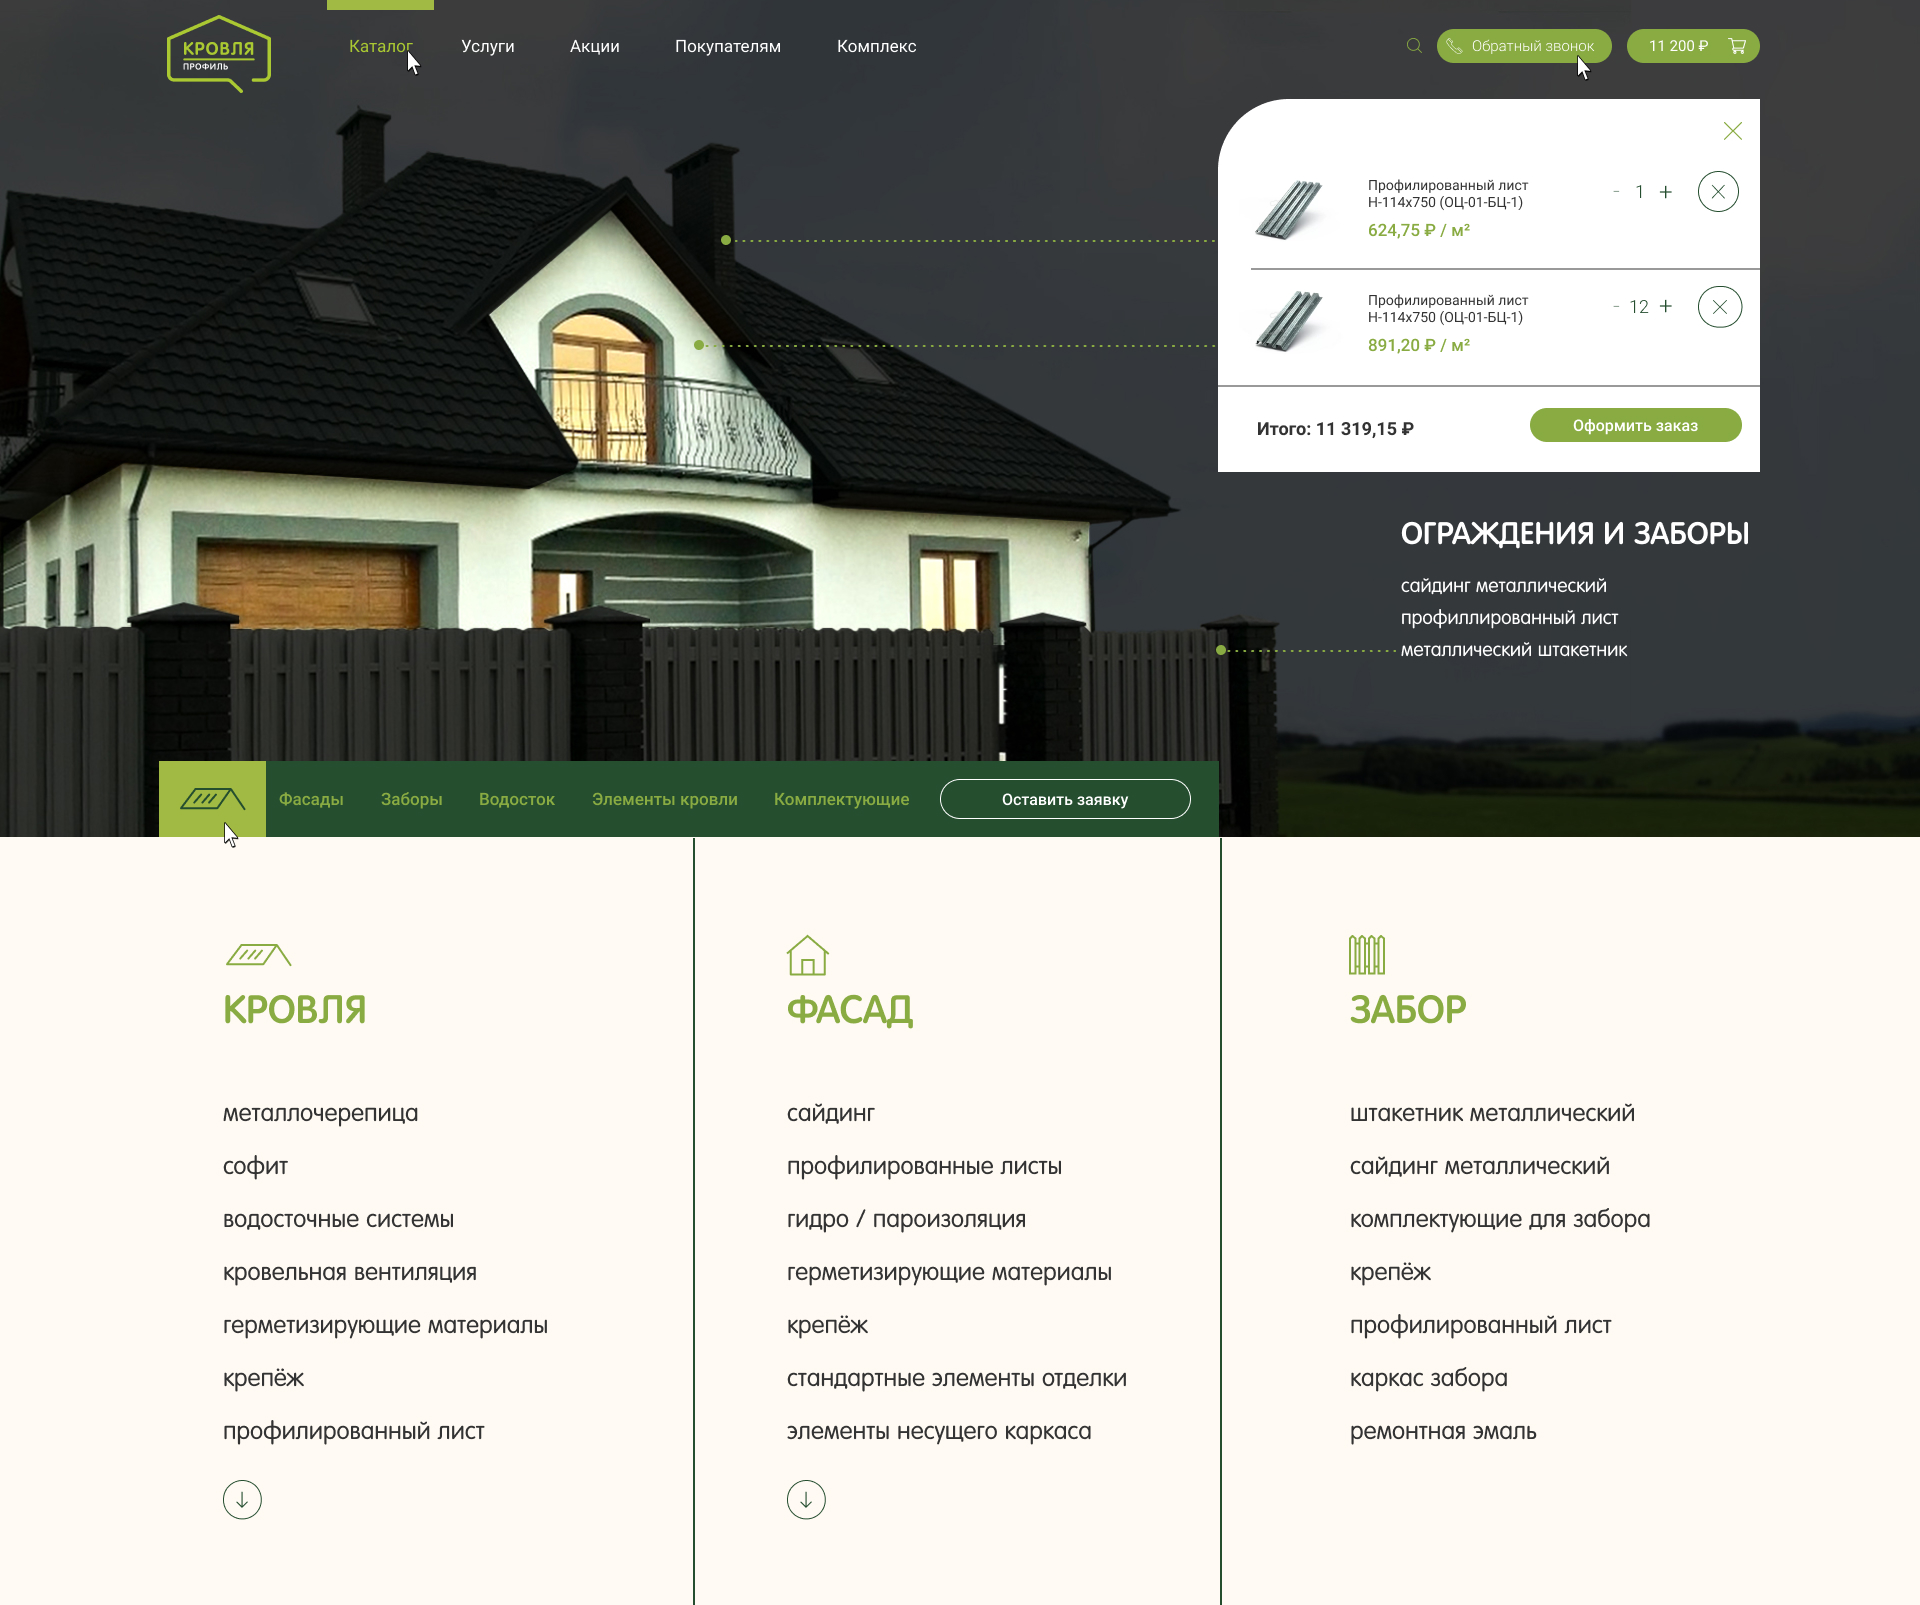 КРОВЛЯ
ПРОФИЛЬ
Каталог
Услуги
Акции
Покупателям
Комплекс
Обратный звонок
11 200 ₽
Профилированный лист
Н-114x750 (ОЦ-01-БЦ-1)
624,75 ₽ / м²
- 1 +
Профилированный лист
Н-114x750 (ОЦ-01-БЦ-1)
891,20 ₽ / м²
- 12 +
Итого: 11 319,15 ₽
Оформить заказ
ОГРАЖДЕНИЯ И ЗАБОРЫ
сайдинг металлический
профиллированный лист
металлический штакетник
Фасады
Заборы
Водосток
Элементы кровли
Комплектующие
Оставить заявку
КРОВЛЯ
металлочерепица
софит
водосточные системы
кровельная вентиляция
герметизирующие материалы
крепёж
профилированный лист
ФАСАД
сайдинг
профилированные листы
гидро / пароизоляция
герметизирующие материалы
крепёж
стандартные элементы отделки
элементы несущего каркаса
ЗАБОР
штакетник металлический
сайдинг металлический
комплектующие для забора
крепёж
профилированный лист
каркас забора
ремонтная эмаль